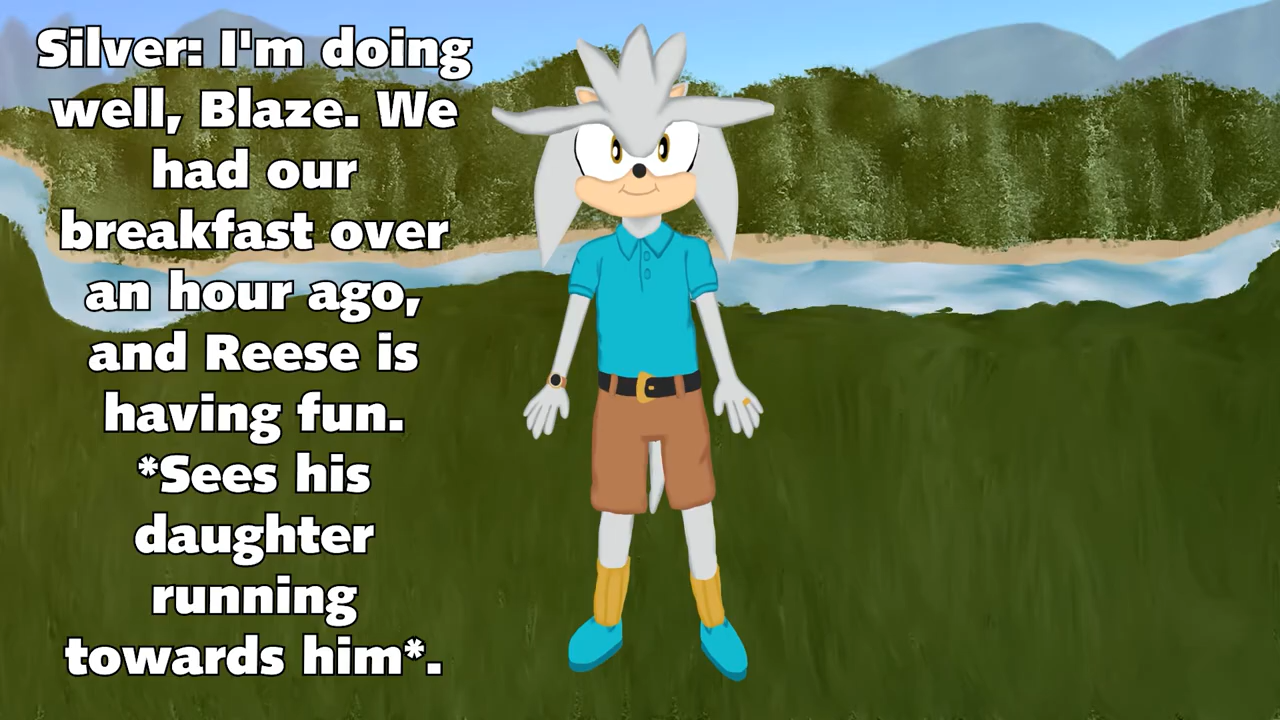 Silver: I'm doing
well, Blaze. We
had our
breakfast over
an hour ago,
and Reese is
having fun.
*Sees his
daughter
running
towards him*.